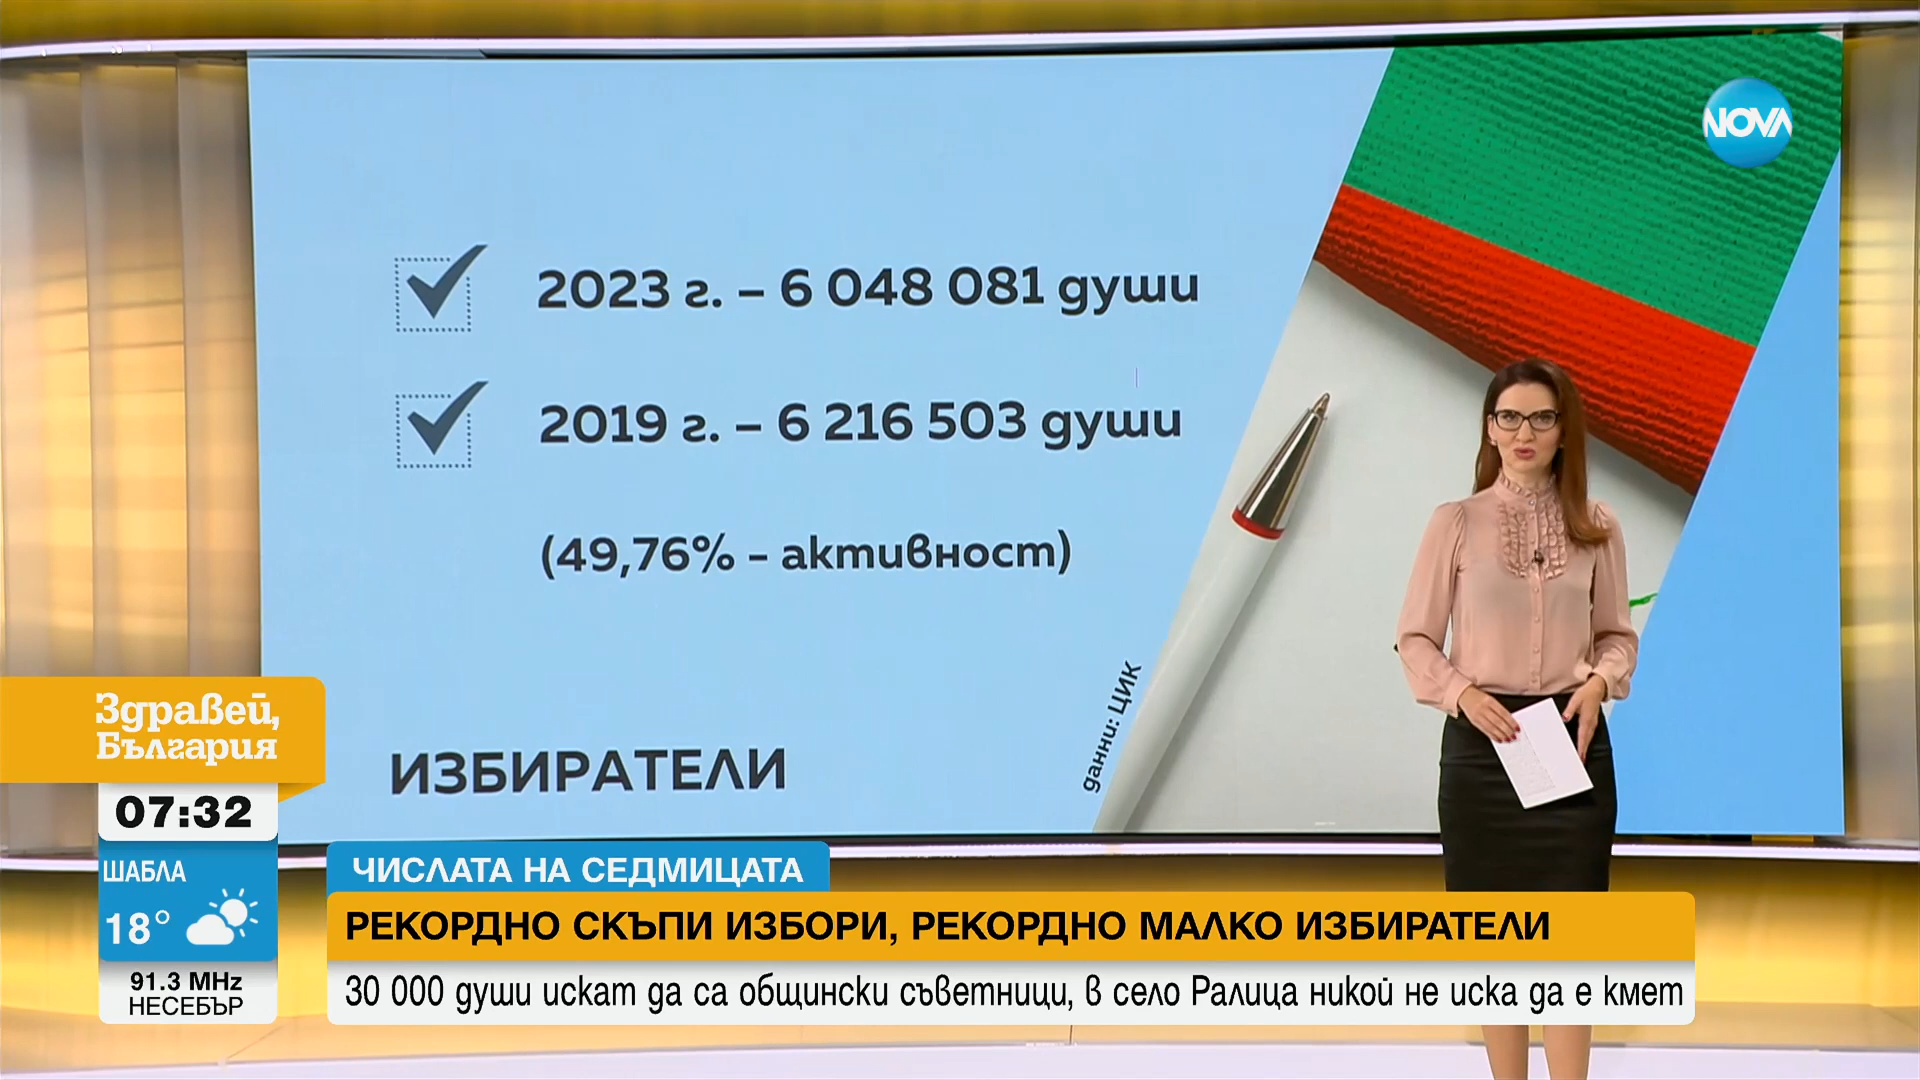 NOVA
2023 г. – 6 048 081 души
2019 г. – 6 216 503 души
(49,76% – активност)
данни: ЦИК
ИЗБИРАТЕЛИ
Здравей,
България
07:32
ШАБЛА
18°
91.3 MHz
НЕСЕБЪР
ЧИСЛАТА НА СЕДМИЦАТА
РЕКОРДНО СКЪПИ ИЗБОРИ, РЕКОРДНО МАЛКО ИЗБИРАТЕЛИ
30 000 души искат да са общински съветници, в село Ралица никой не иска да е кмет